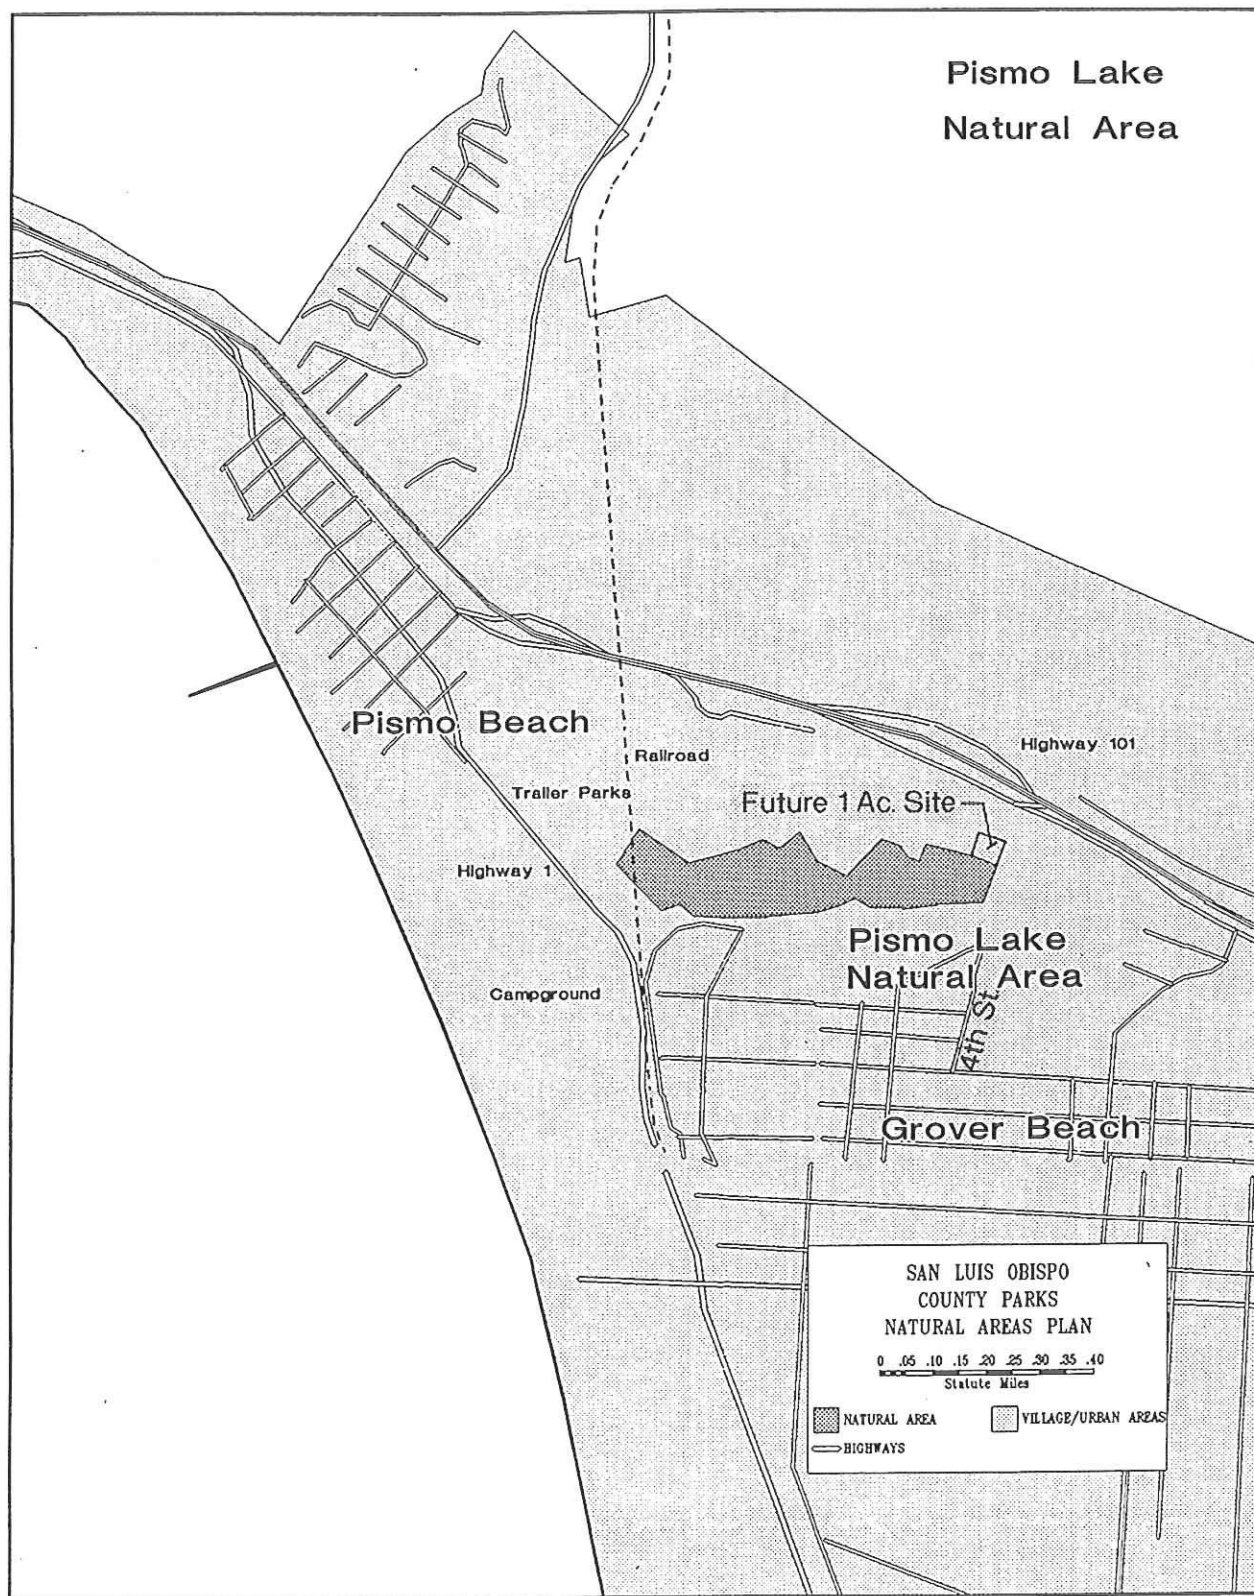 Pismo Lake
Natural Area
Pismo Beach
Railroad
Highway 101
Trailer Parks
Future 1 Ac. Site
Highway 1
Pismo Lake
Natural Area
Campground
4th St.
Grover Beach
SAN LUIS OBISPO
COUNTY PARKS
NATURAL AREAS PLAN
0 .05 .10 .15 .20 .25 .30 .35 .40
Statute Miles
NATURAL AREA
VILLAGE/URBAN AREAS
HIGHWAYS